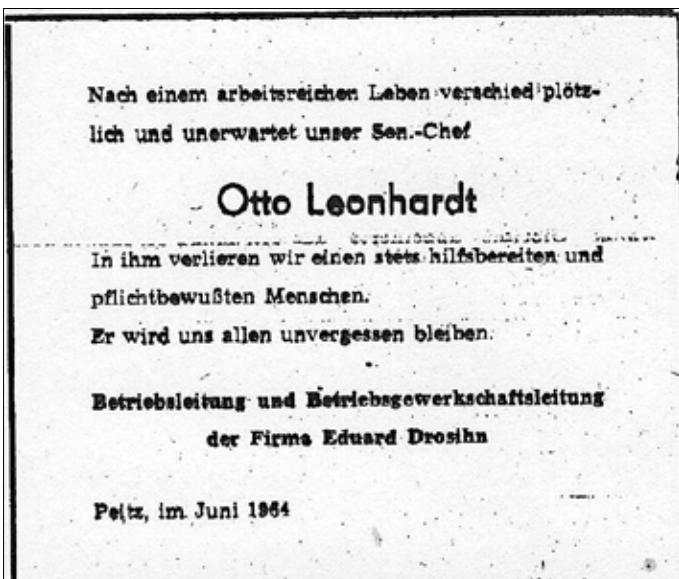 Nach einem arbeitsreichen Leben verschied plötz-
lich und unerwartet unser Sen.-Chef
Otto Leonhardt
In ihm verlieren wir einen stets hilfsbereiten und
pflichtbewußten Menschen.
Er wird uns allen unvergessen bleiben.
Betriebsleitung und Betriebsgewerkschaftsleitung
der Firma Eduard Drosihn
Peitz, im Juni 1964